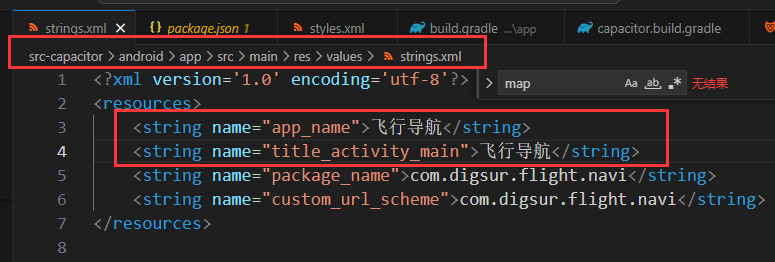 strings.xml × package.json 1 styles.xml build.gradle ...\app capacitor.build.gradle
src-capacitor > android > app > src > main > res > values > strings.xml
map Aa ab .* 无结果
1 <?xml version='1.0' encoding='utf-8'?>
2 <resources>
3 <string name="app_name">飞行导航</string>
4 <string name="title_activity_main">飞行导航</string>
5 <string name="package_name">com.digsur.flight.navi</string>
6 <string name="custom_url_scheme">com.digsur.flight.navi</string>
7 </resources>
8